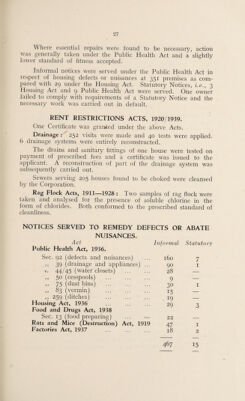 27
Where essential repairs were found to be necessary, action
was generally taken under the Public Health Act and a slightly
lower standard of fitness accepted.
Informal notices were served under the Public Health Act in
respect of housing defects or nuisances at 351 premises as com-
pared with 29 under the Housing Act. Statutory Notices, i.e., 3
Housing Act and 9 Public Health Act were served. One owner
failed to comply with requirements of a Statutory Notice and the
necessary work was carried out in default.
RENT RESTRICTIONS ACTS, 1920/1939.
One Certificate was granted under the above Acts.
Drainage: 252 visits were made and 40 tests were applied.
6 drainage systems were entirely reconstructed.
The drains and sanitary fittings of one house were tested on
payment of prescribed fees and a certificate was issued to the
applicant. A reconstruction of part of the drainage system was
subsequently carried out.
Sewers serving 205 houses found to be choked were cleansed
by the Corporation.
Rag Flock Acts, 1911—1928: Two samples of rag flock were
taken and analysed for the presence of soluble chlorine in the
form of chlorides. Both conformed to the prescribed standard of
cleanliness.
NOTICES SERVED TO REMEDY DEFECTS OR ABATE
NUISANCES.
Act Informal Statutory
Public Health Act, 1936.
Sec. 92 (defects and nuisances) ... 160 7
,, 39 (drainage and appliances) ... 90 1
,, 44/45 (water closets) ... 28 —
,, 50 (cesspools) ... 9 —
,, 75 (dust bins) ... 30 1
,, 83 (vermin) ... 15 —
,, 259 (ditches) ... 19 —
Housing Act, 1936 ... 29 3
Food and Drugs Act, 1938
Sec. 13 (food preparing) ... 22 —
Rats and Mice (Destruction) Act, 1919 47 1
Factories Act, 1937 ... 18 2
467 15